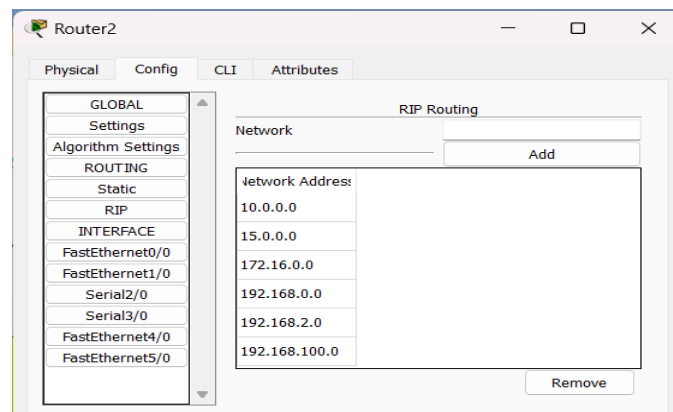 Router2
Physical Config CLI Attributes
GLOBAL
Settings
Algorithm Settings
ROUTING
Static
RIP
INTERFACE
FastEthernet0/0
FastEthernet1/0
Serial2/0
Serial3/0
FastEthernet4/0
FastEthernet5/0
RIP Routing
Network
Add
Network Address
10.0.0.0
15.0.0.0
172.16.0.0
192.168.0.0
192.168.2.0
192.168.100.0
Remove